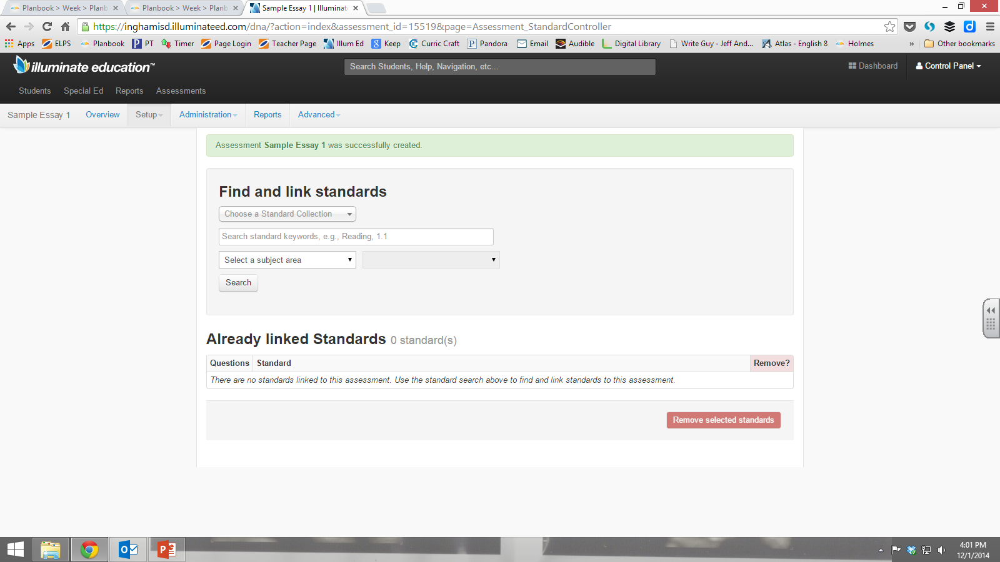 Planbook > Week > Planb
Planbook > Week > Planb
Sample Essay 1 | Illuminat
https://inghamisd.illuminateed.com/dna/?action=index&assessment_id=15519&page=Assessment_StandardController
Apps ELPS Planbook PT Timer Page Login Teacher Page Illum Ed Keep Curric Craft Pandora Email Audible Digital Library Write Guy - Jeff And... Atlas - English 8 Holmes » Other bookmarks
illuminate education™
Search Students, Help, Navigation, etc...
Dashboard
Control Panel
Students Special Ed Reports Assessments
Sample Essay 1 Overview Setup Administration Reports Advanced
Assessment Sample Essay 1 was successfully created.
Find and link standards
Choose a Standard Collection
Search standard keywords, e.g., Reading, 1.1
Select a subject area
Search
Already linked Standards 0 standard(s)
Questions Standard Remove?
There are no standards linked to this assessment. Use the standard search above to find and link standards to this assessment.
Remove selected standards
4:01 PM
12/1/2014